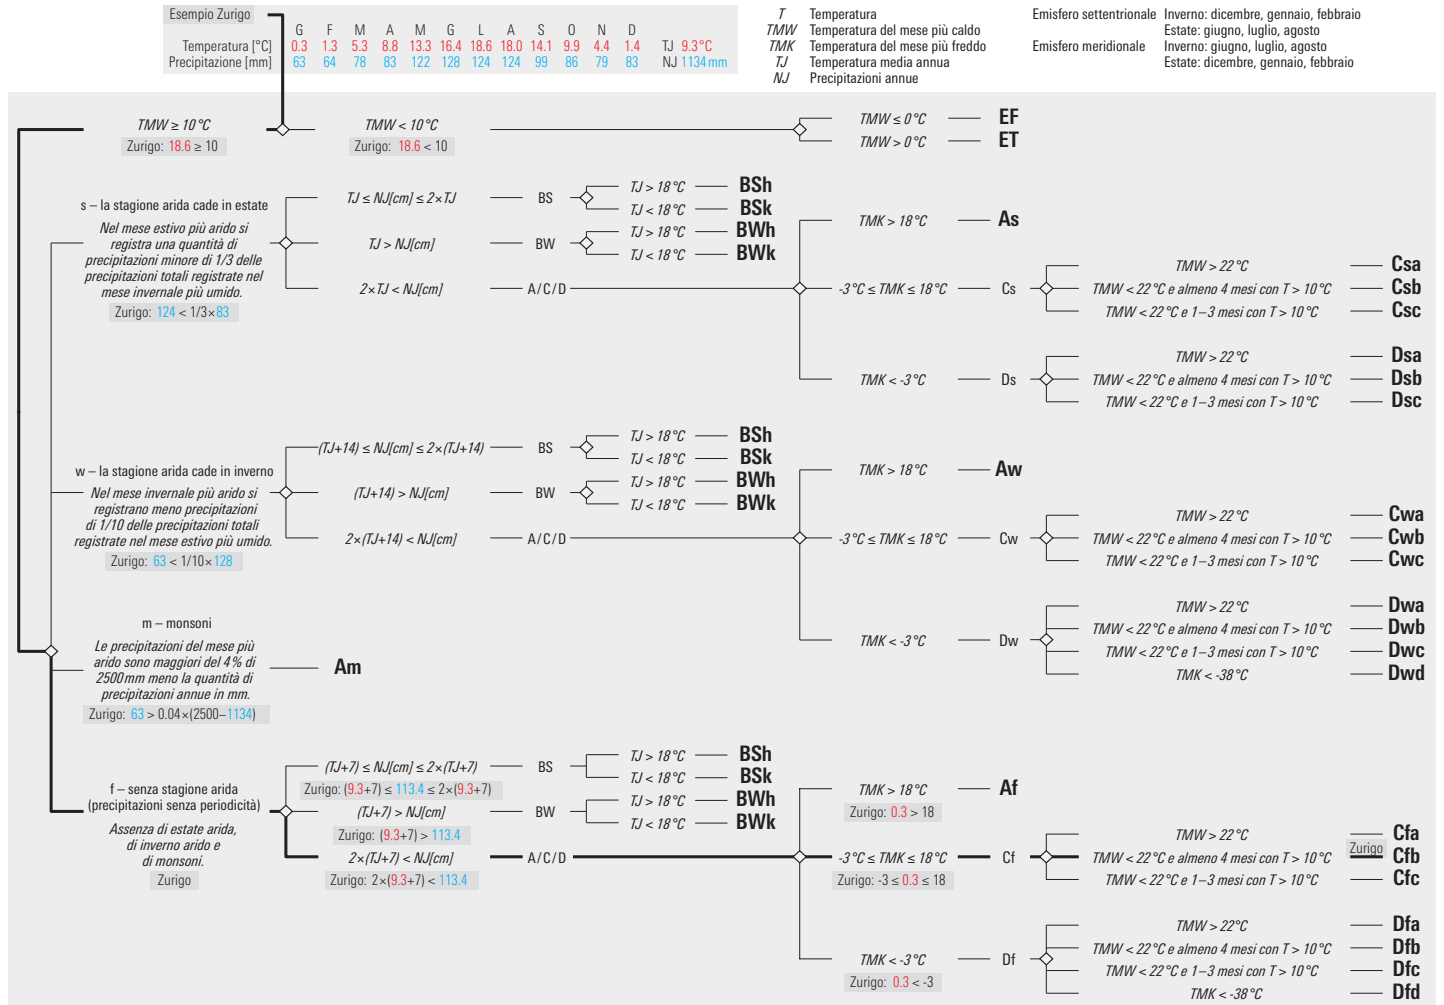 Esempio Zurigo
G F M A M G L A S O N D
Temperatura [°C] 0.3 1.3 5.3 8.8 13.3 16.4 18.6 18.0 14.1 9.9 4.4 1.4 TJ 9.3°C
Precipitazione [mm] 63 64 78 83 122 128 124 124 99 86 79 83 NJ 1134 mm
T Temperatura
TMW Temperatura del mese più caldo
TMK Temperatura del mese più freddo
TJ Temperatura media annua
NJ Precipitazioni annue
Emisfero settentrionale Inverno: dicembre, gennaio, febbraio
Estate: giugno, luglio, agosto
Emisfero meridionale Inverno: giugno, luglio, agosto
Estate: dicembre, gennaio, febbraio
TMW ≥ 10°C
Zurigo: 18.6 ≥ 10
TMW < 10°C
Zurigo: 18.6 < 10
TMW ≤ 0°C EF
TMW > 0°C ET
s – la stagione arida cade in estate
Nel mese estivo più arido si
registra una quantità di
precipitazioni minore di 1/3 delle
precipitazioni totali registrate nel
mese invernale più umido.
Zurigo: 124 < 1/3×83
TJ ≤ NJ[cm] ≤ 2×TJ BS
TJ > 18°C BSh
TJ < 18°C BSk
TJ > NJ[cm] BW
TJ > 18°C BWh
TJ < 18°C BWk
2×TJ < NJ[cm] A/C/D
TMK > 18°C As
-3°C ≤ TMK ≤ 18°C Cs
TMW > 22°C Csa
TMW < 22°C e almeno 4 mesi con T > 10°C Csb
TMW < 22°C e 1–3 mesi con T > 10°C Csc
TMK < -3°C Ds
TMW > 22°C Dsa
TMW < 22°C e almeno 4 mesi con T > 10°C Dsb
TMW < 22°C e 1–3 mesi con T > 10°C Dsc
w – la stagione arida cade in inverno
Nel mese invernale più arido si
registrano meno precipitazioni
di 1/10 delle precipitazioni totali
registrate nel mese estivo più umido.
Zurigo: 63 < 1/10×128
(TJ+14) ≤ NJ[cm] ≤ 2×(TJ+14) BS
TJ > 18°C BSh
TJ < 18°C BSk
(TJ+14) > NJ[cm] BW
TJ > 18°C BWh
TJ < 18°C BWk
2×(TJ+14) < NJ[cm] A/C/D
TMK > 18°C Aw
-3°C ≤ TMK ≤ 18°C Cw
TMW > 22°C Cwa
TMW < 22°C e almeno 4 mesi con T > 10°C Cwb
TMW < 22°C e 1–3 mesi con T > 10°C Cwc
TMK < -3°C Dw
TMW > 22°C Dwa
TMW < 22°C e almeno 4 mesi con T > 10°C Dwb
TMW < 22°C e 1–3 mesi con T > 10°C Dwc
TMK < -38°C Dwd
m – monsoni
Le precipitazioni del mese più
arido sono maggiori del 4% di
2500 mm meno la quantità di
precipitazioni annue in mm.
Zurigo: 63 > 0.04×(2500–1134)
Am
f – senza stagione arida
(precipitazioni senza periodicità)
Assenza di estate arida,
di inverno arido e
di monsoni.
Zurigo
(TJ+7) ≤ NJ[cm] ≤ 2×(TJ+7) BS
Zurigo: (9.3+7) ≤ 113.4 ≤ 2×(9.3+7)
TJ > 18°C BSh
TJ < 18°C BSk
(TJ+7) > NJ[cm] BW
Zurigo: (9.3+7) > 113.4
TJ > 18°C BWh
TJ < 18°C BWk
2×(TJ+7) < NJ[cm] A/C/D
Zurigo: 2×(9.3+7) < 113.4
TMK > 18°C Af
Zurigo: 0.3 > 18
-3°C ≤ TMK ≤ 18°C Cf
Zurigo: -3 ≤ 0.3 ≤ 18
TMW > 22°C Cfa
Zurigo
TMW < 22°C e almeno 4 mesi con T > 10°C Cfb
TMW < 22°C e 1–3 mesi con T > 10°C Cfc
TMK < -3°C Df
Zurigo: 0.3 < -3
TMW > 22°C Dfa
TMW < 22°C e almeno 4 mesi con T > 10°C Dfb
TMW < 22°C e 1–3 mesi con T > 10°C Dfc
TMK < -38°C Dfd